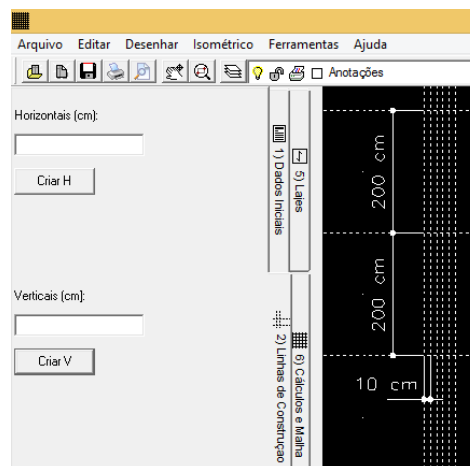 Arquivo Editar Desenhar Isométrico Ferramentas Ajuda
Anotações
Horizontais (cm):
Criar H
Verticais (cm):
Criar V
1) Dados Iniciais
5) Lajes
2) Linhas de Construçao
6) Cálculos e Malha
200 cm
200 cm
10 cm